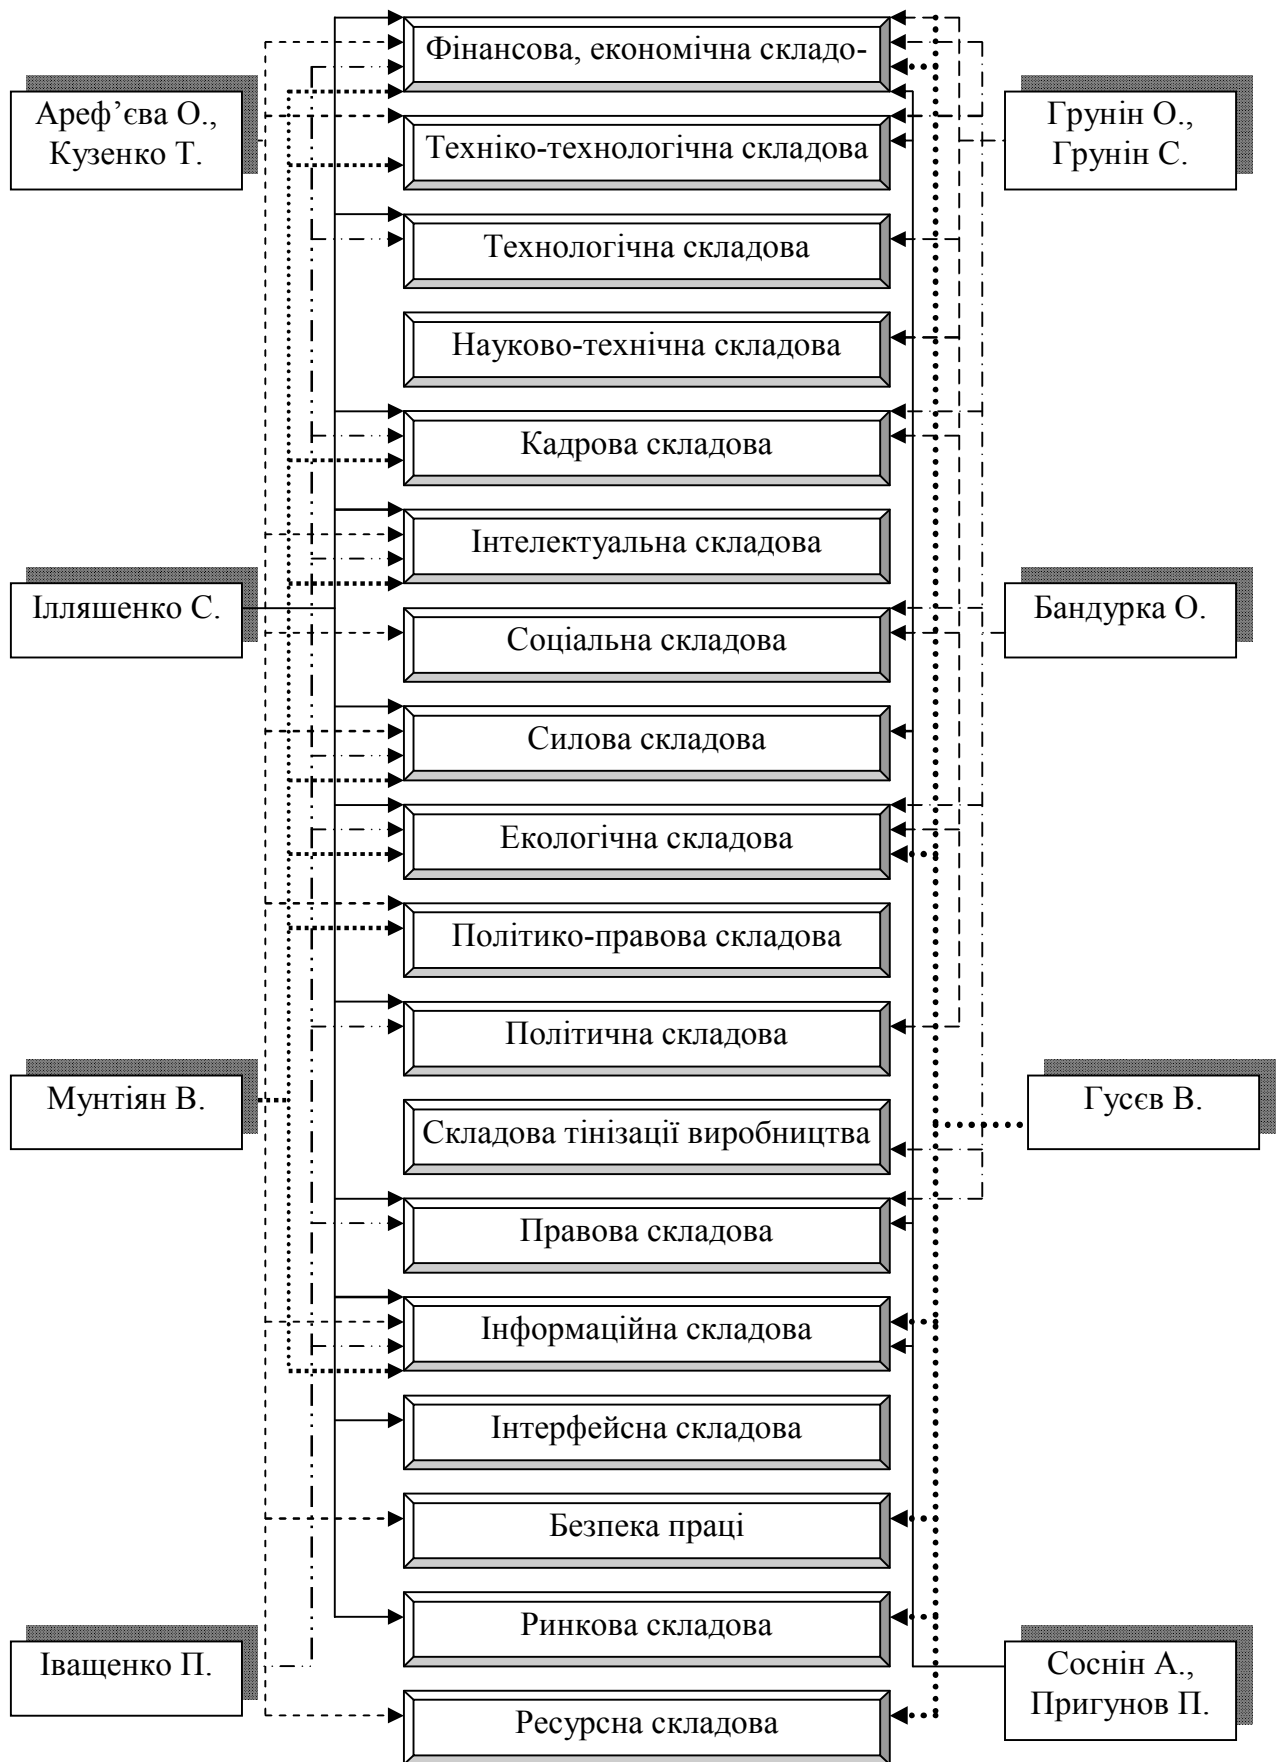 Фінансова, економічна складо-
Ареф’єва О.,
Кузенко Т.
Грунін О.,
Грунін С.
Техніко-технологічна складова
Технологічна складова
Науково-технічна складова
Кадрова складова
Інтелектуальна складова
Ілляшенко С.
Бандурка О.
Соціальна складова
Силова складова
Екологічна складова
Політико-правова складова
Політична складова
Мунтіян В.
Гусєв В.
Складова тінізації виробництва
Правова складова
Інформаційна складова
Інтерфейсна складова
Безпека праці
Ринкова складова
Іващенко П.
Соснін А.,
Пригунов П.
Ресурсна складова